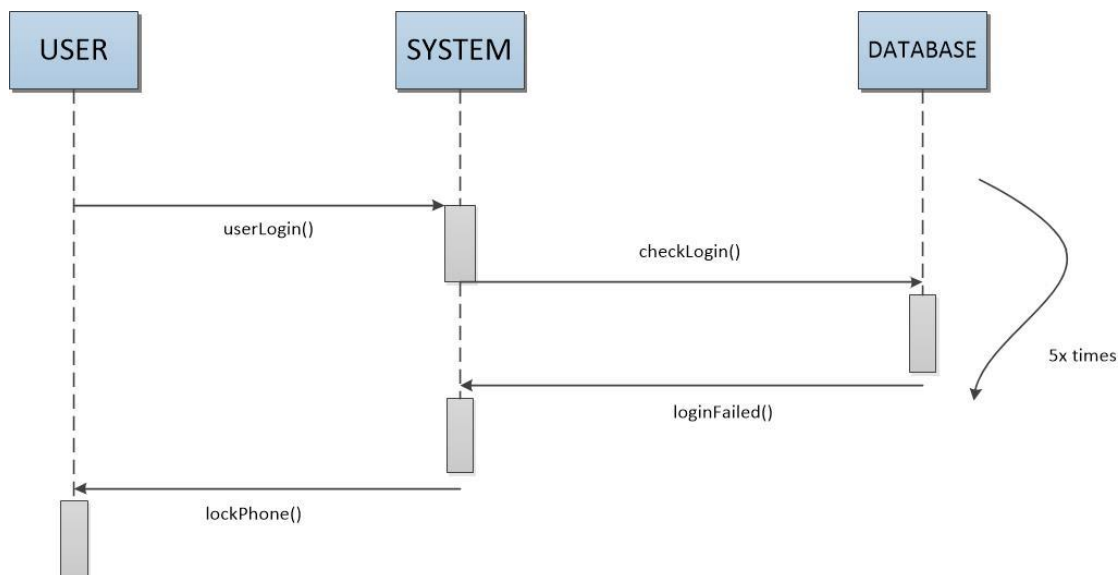 USER
SYSTEM
DATABASE
userLogin()
checkLogin()
5x times
loginFailed()
lockPhone()